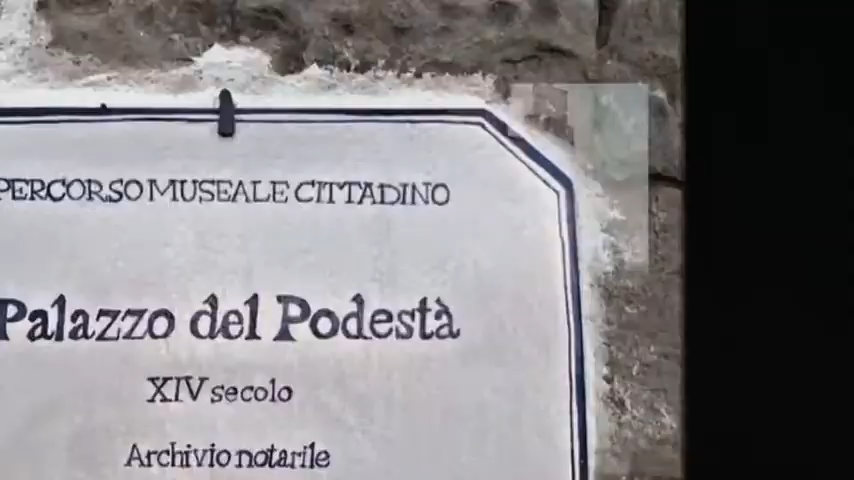 PERCORSO MUSEALE CITTADINO
Palazzo del Podestà
XIV secolo
Archivio notarile